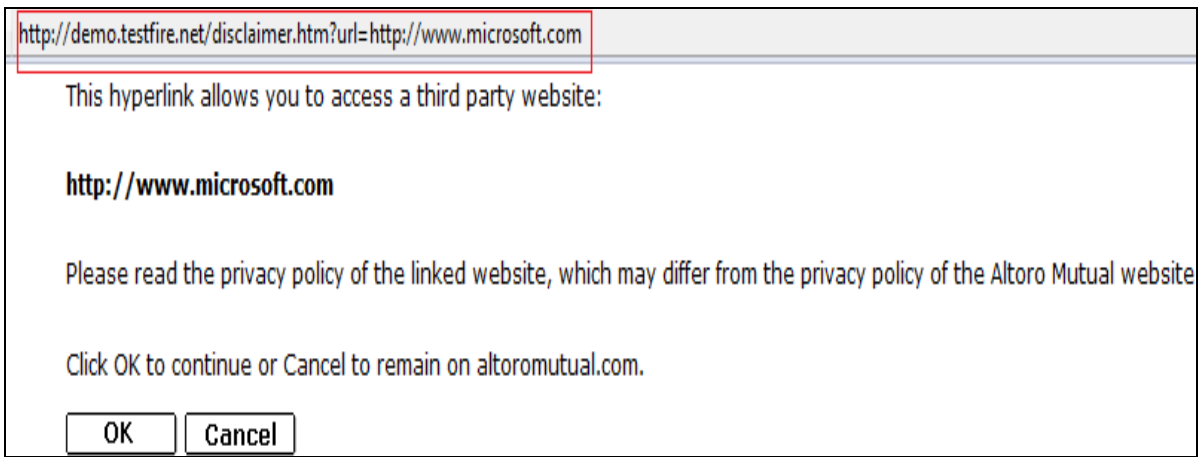 http://demo.testfire.net/disclaimer.htm?url=http://www.microsoft.com
This hyperlink allows you to access a third party website:
http://www.microsoft.com
Please read the privacy policy of the linked website, which may differ from the privacy policy of the Altoro Mutual website
Click OK to continue or Cancel to remain on altoromutual.com.
OK Cancel